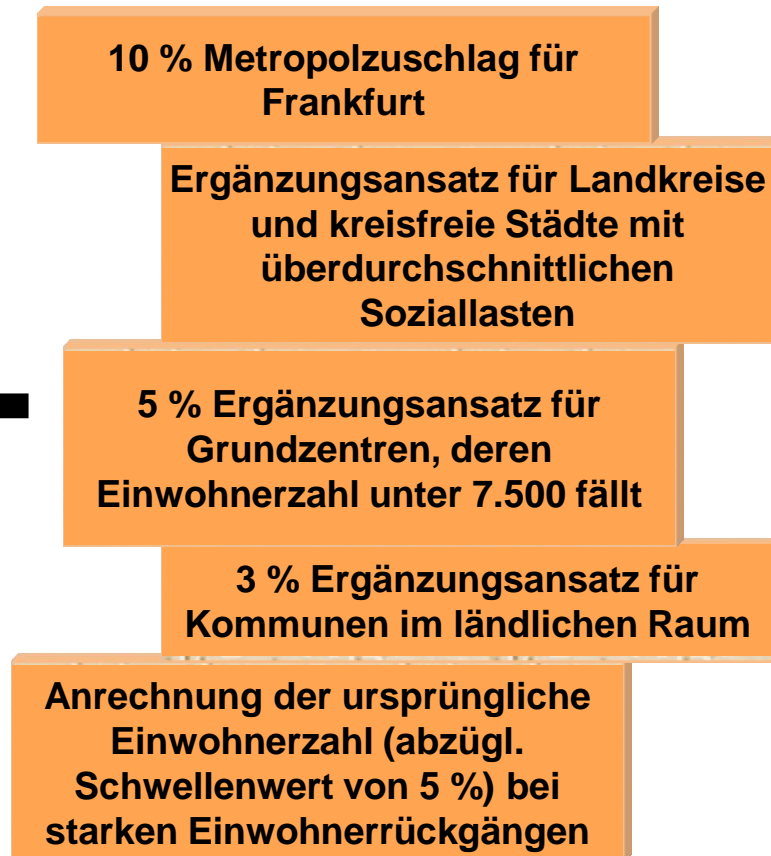 10 % Metropolzuschlag für
Frankfurt
Ergänzungsansatz für Landkreise
und kreisfreie Städte mit
überdurchschnittlichen
Soziallasten
5 % Ergänzungsansatz für
Grundzentren, deren
Einwohnerzahl unter 7.500 fällt
3 % Ergänzungsansatz für
Kommunen im ländlichen Raum
Anrechnung der ursprüngliche
Einwohnerzahl (abzügl.
Schwellenwert von 5 %) bei
starken Einwohnerrückgängen